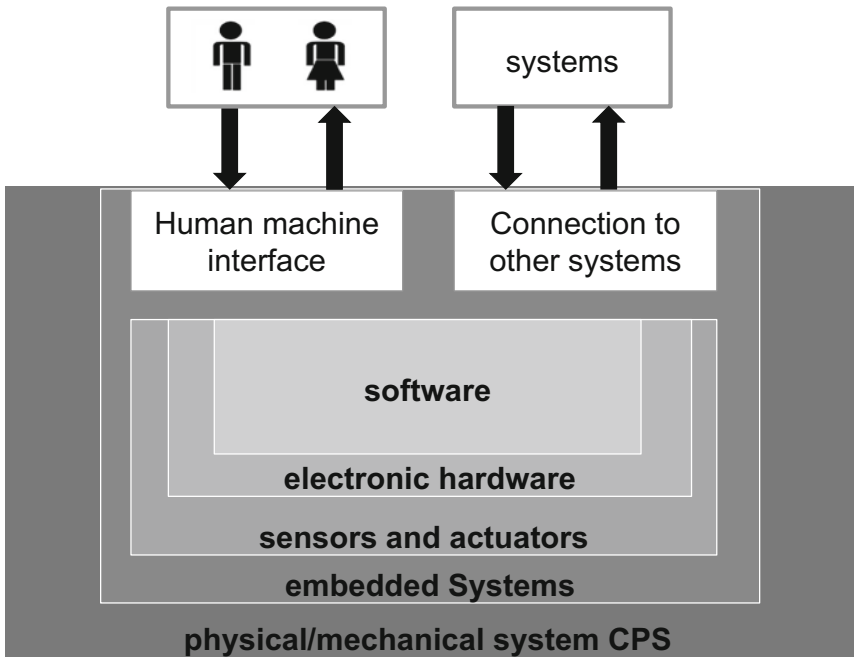 systems
Human machine
interface
Connection to
other systems
software
electronic hardware
sensors and actuators
embedded Systems
physical/mechanical system CPS